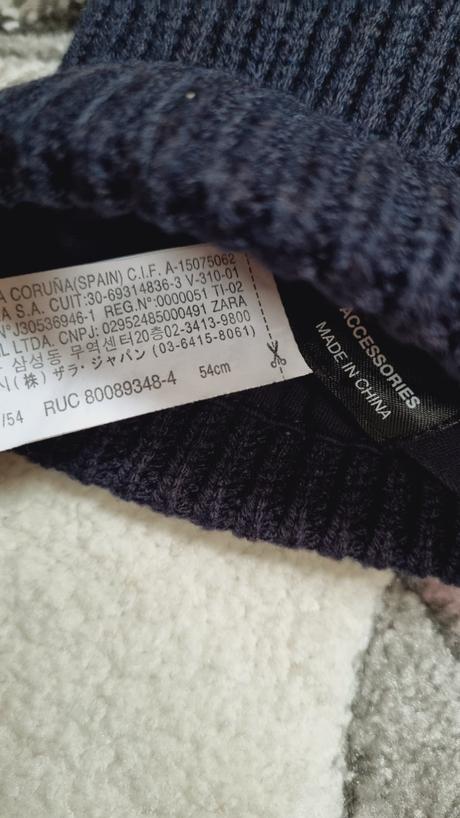 A CORUÑA(SPAIN) C.I.F. A-15075062
A S.A. CUIT:30-69314836-3 V-310-01
N°J30536946-1 REG.N°:0000051 TI-02
IL LTDA. CNPJ: 02952485000491 ZARA
삼성동 무역센터20층02-3413-9800
시(株) ザラ・ジャパン (03-6415-8061)
/54 RUC 80089348-4 54cm
ACCESSORIES
MADE IN CHINA